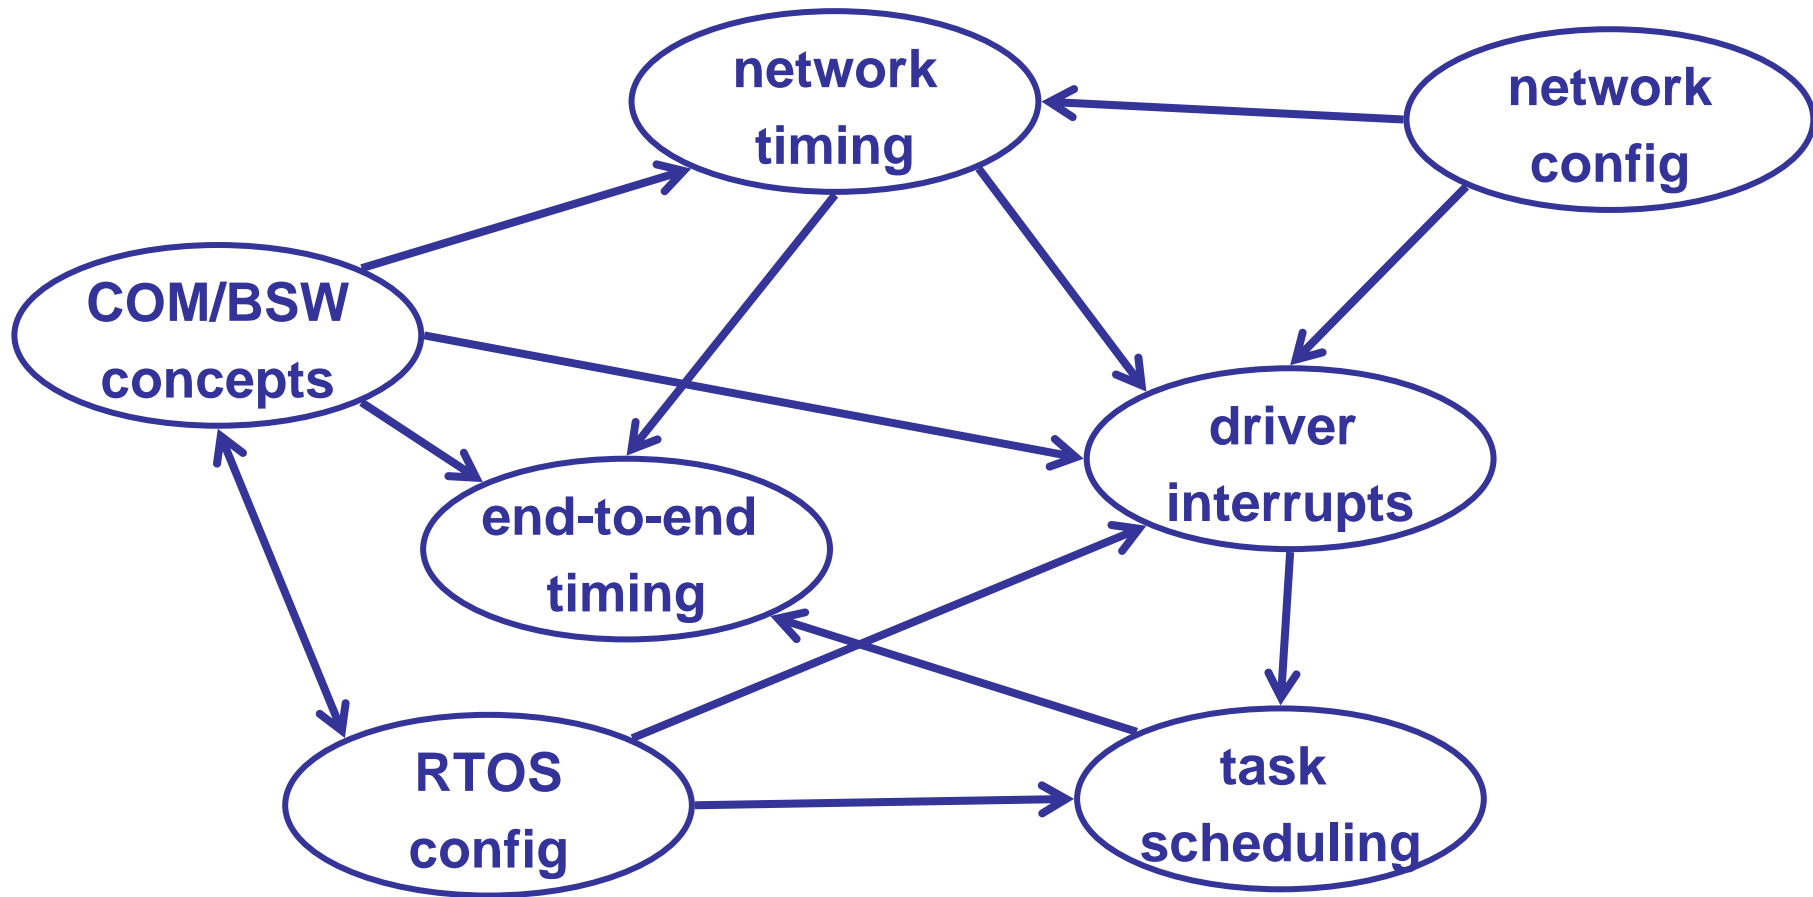 network
timing
network
config
COM/BSW
concepts
driver
interrupts
end-to-end
timing
RTOS
config
task
scheduling